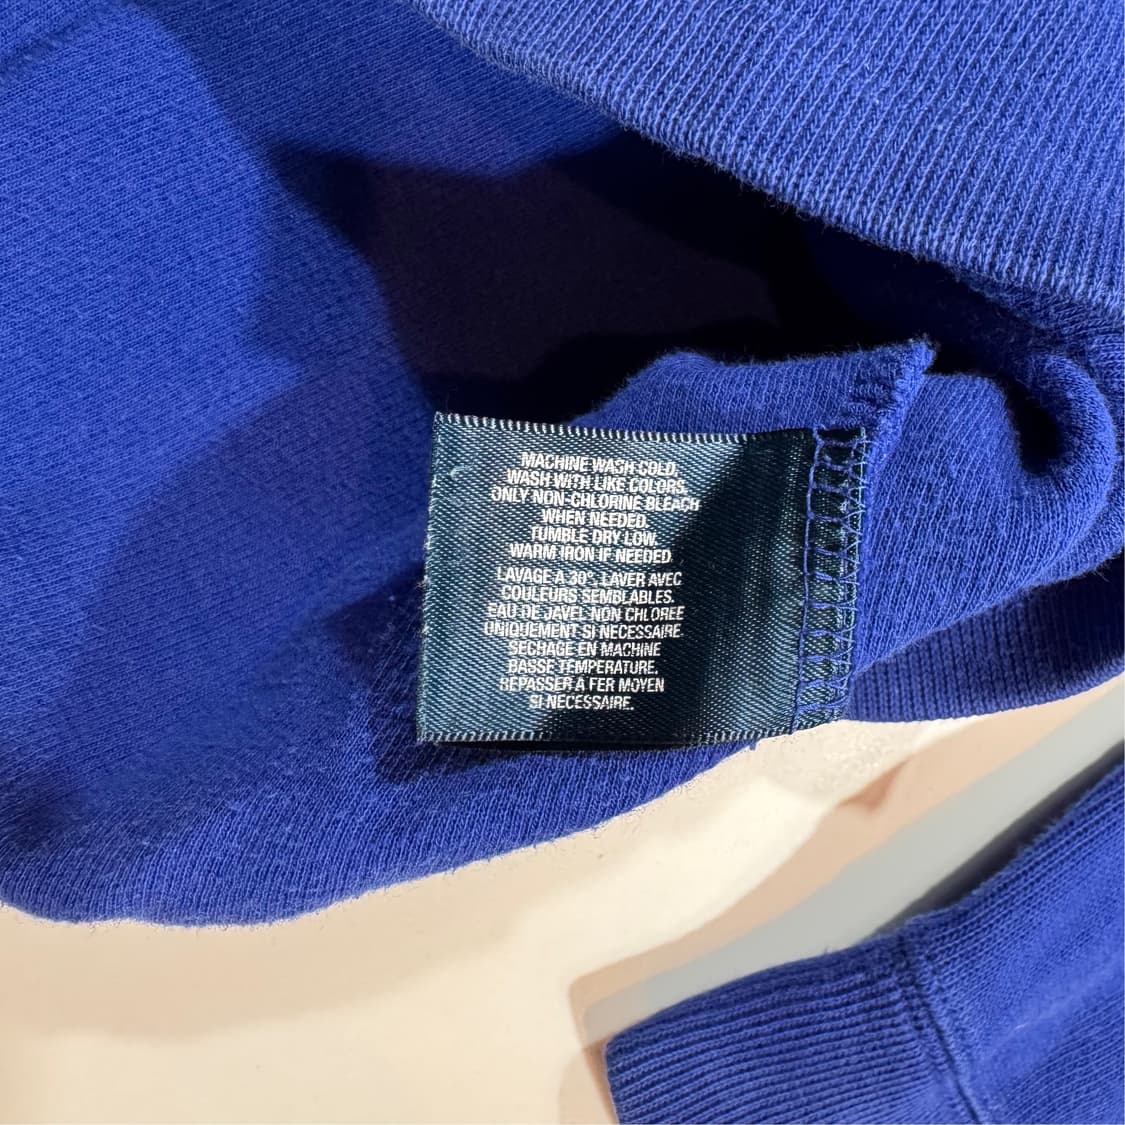 MACHINE WASH COLD,
WASH WITH LIKE COLORS,
ONLY NON-CHLORINE BLEACH
WHEN NEEDED.
TUMBLE DRY LOW.
WARM IRON IF NEEDED
LAVAGE A 30°, LAVER AVEC
COULEURS SEMBLABLES.
EAU DE JAVEL NON CHLOREE
UNIQUEMENT SI NECESSAIRE.
SECHAGE EN MACHINE
BASSE TEMPERATURE.
REPASSER A FER MOYEN
SI NECESSAIRE.